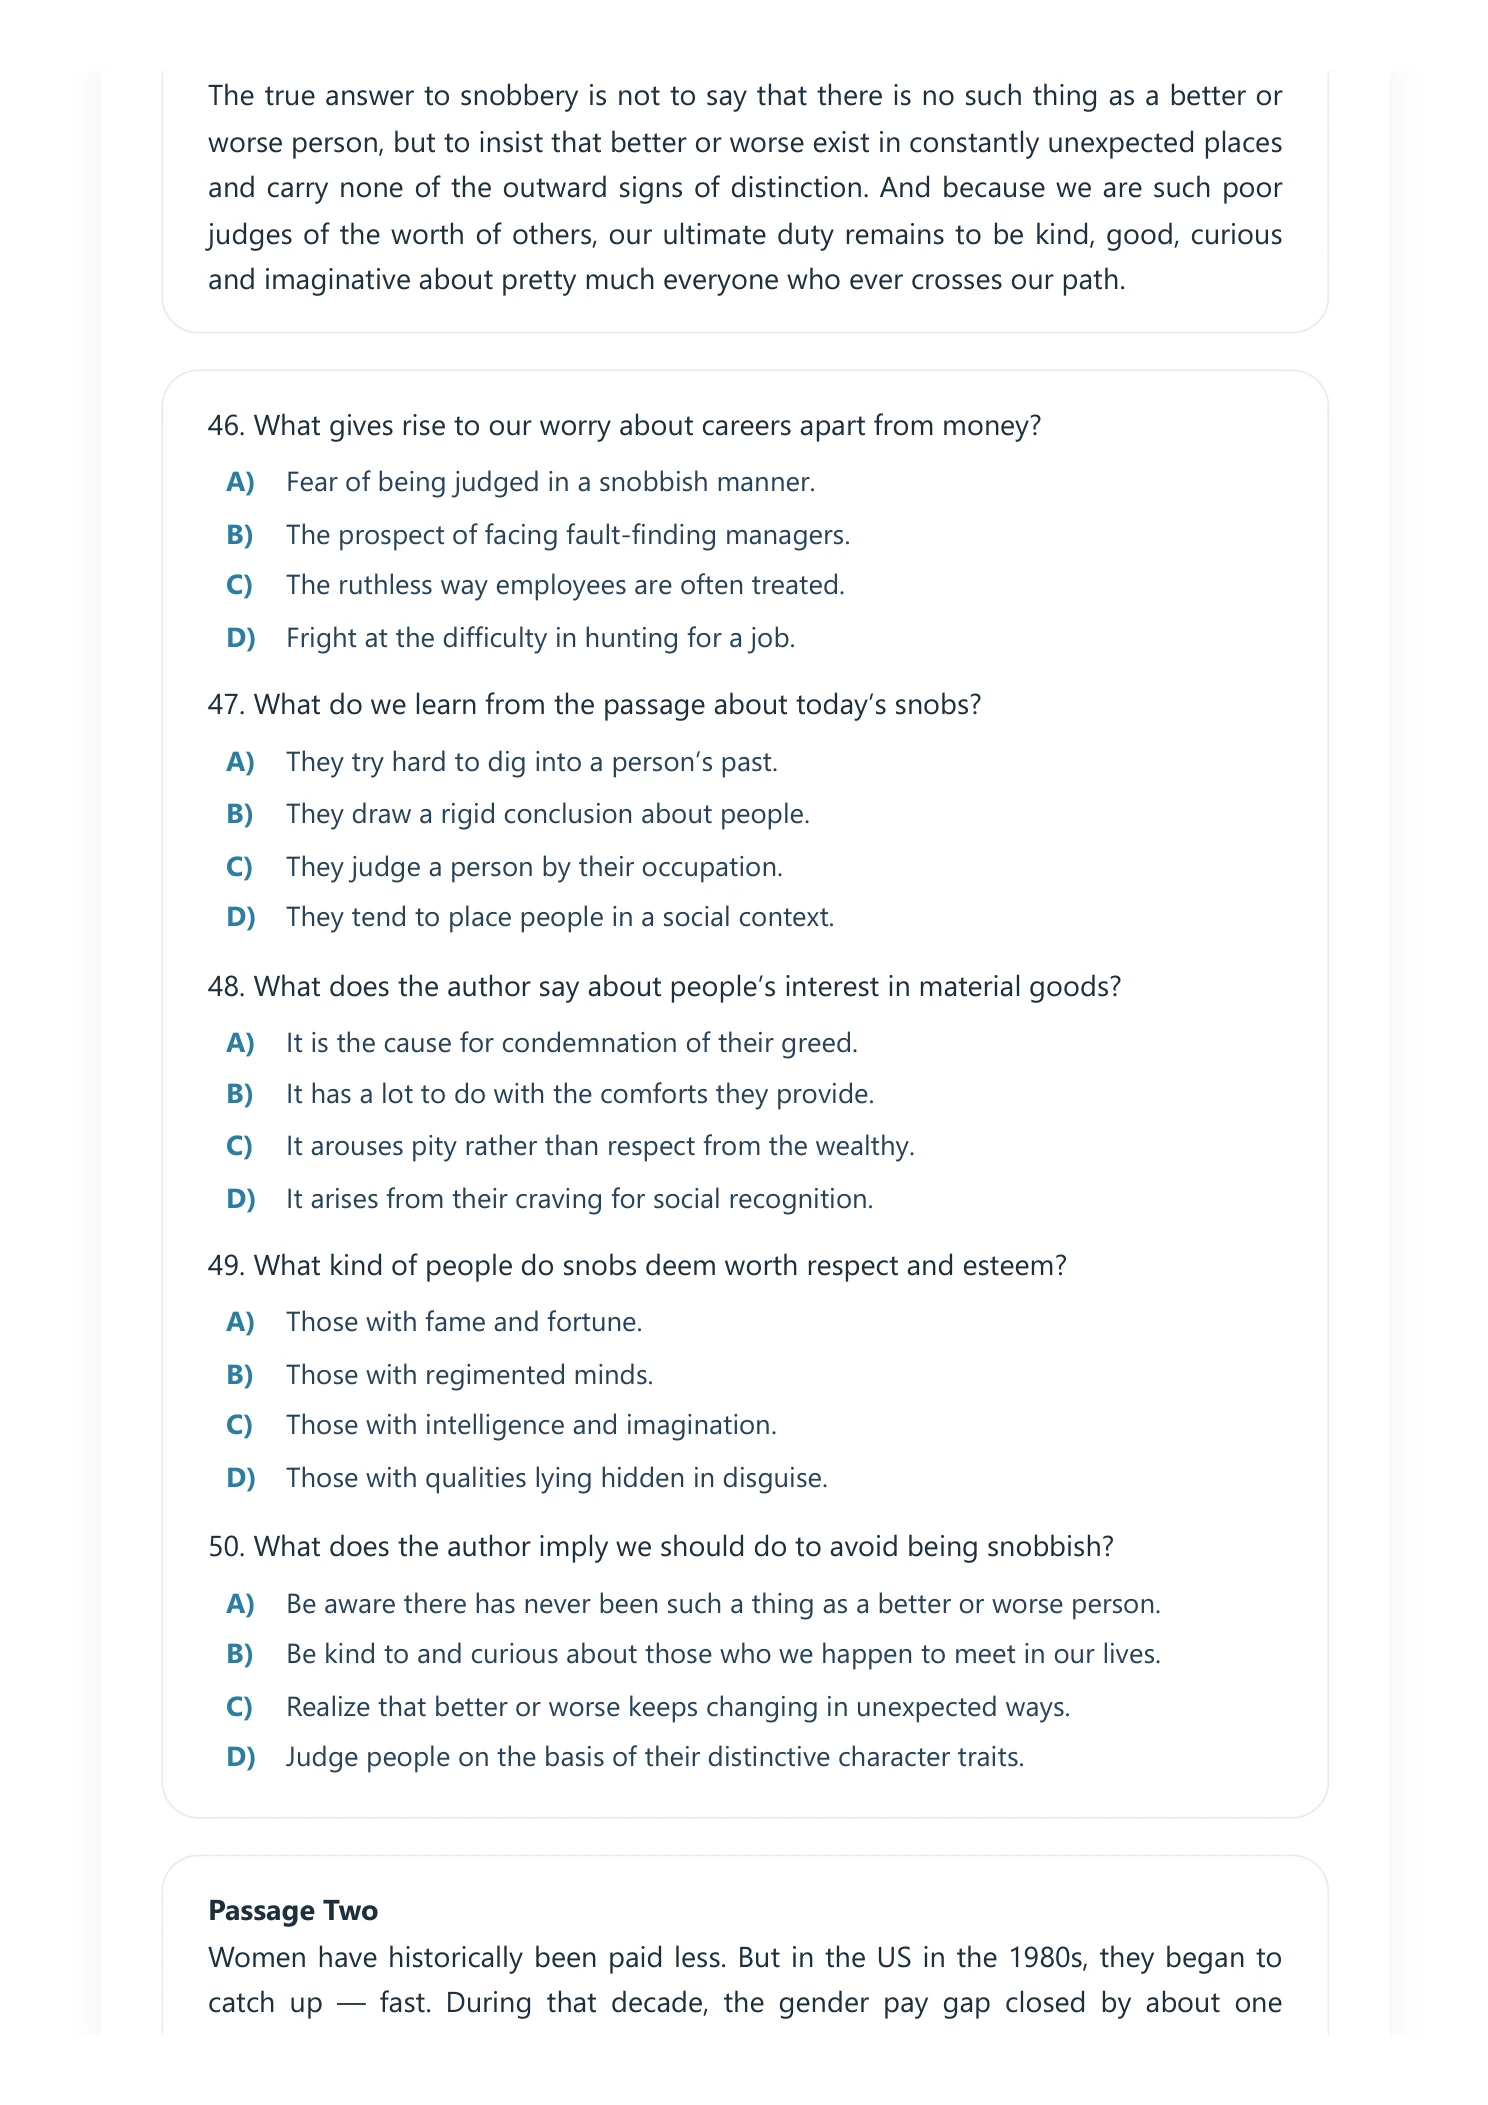 The true answer to snobbery is not to say that there is no such thing as a better or
worse person, but to insist that better or worse exist in constantly unexpected places
and carry none of the outward signs of distinction. And because we are such poor
judges of the worth of others, our ultimate duty remains to be kind, good, curious
and imaginative about pretty much everyone who ever crosses our path.
46. What gives rise to our worry about careers apart from money?
A) Fear of being judged in a snobbish manner.
B) The prospect of facing fault-finding managers.
C) The ruthless way employees are often treated.
D) Fright at the difficulty in hunting for a job.
47. What do we learn from the passage about today’s snobs?
A) They try hard to dig into a person’s past.
B) They draw a rigid conclusion about people.
C) They judge a person by their occupation.
D) They tend to place people in a social context.
48. What does the author say about people’s interest in material goods?
A) It is the cause for condemnation of their greed.
B) It has a lot to do with the comforts they provide.
C) It arouses pity rather than respect from the wealthy.
D) It arises from their craving for social recognition.
49. What kind of people do snobs deem worth respect and esteem?
A) Those with fame and fortune.
B) Those with regimented minds.
C) Those with intelligence and imagination.
D) Those with qualities lying hidden in disguise.
50. What does the author imply we should do to avoid being snobbish?
A) Be aware there has never been such a thing as a better or worse person.
B) Be kind to and curious about those who we happen to meet in our lives.
C) Realize that better or worse keeps changing in unexpected ways.
D) Judge people on the basis of their distinctive character traits.
Passage Two
Women have historically been paid less. But in the US in the 1980s, they began to
catch up — fast. During that decade, the gender pay gap closed by about one